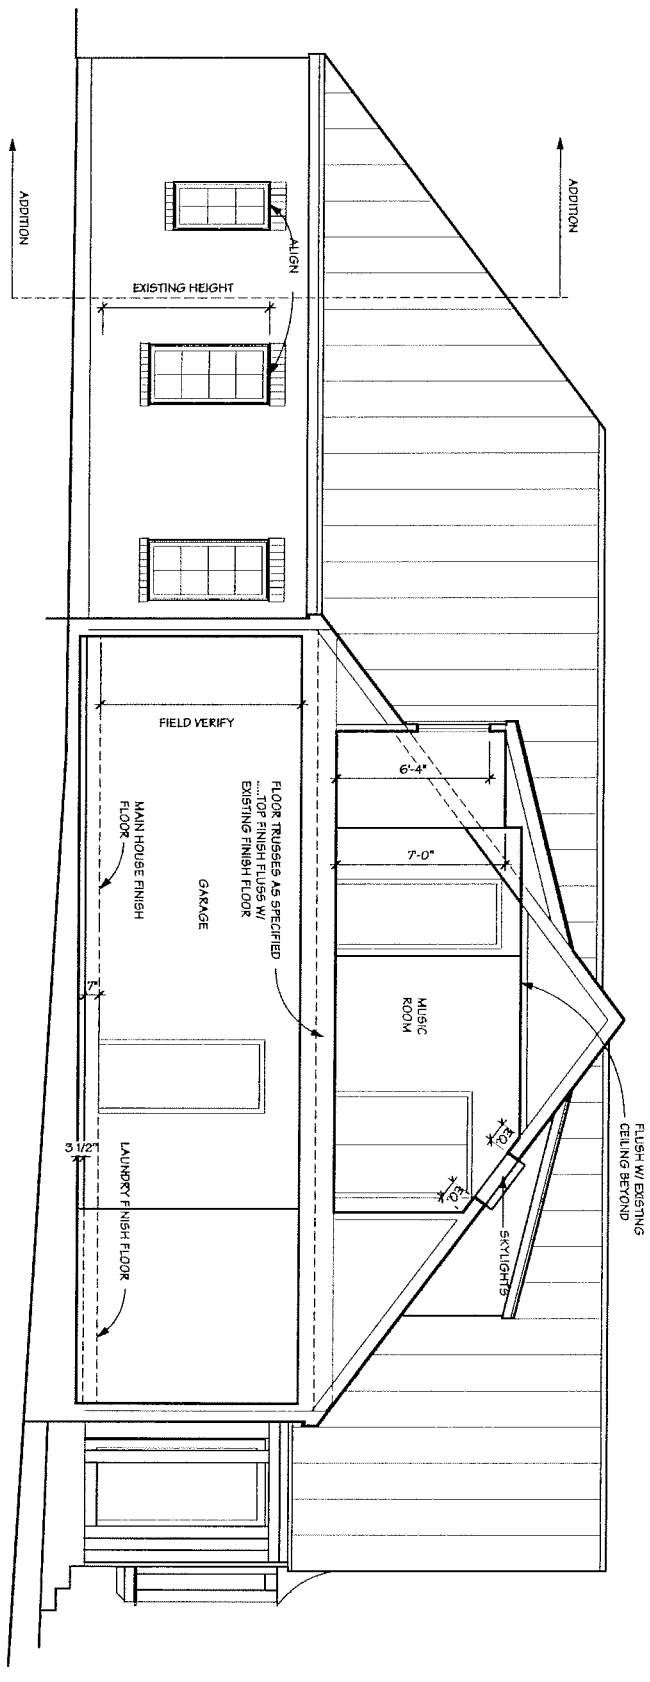 ADDITION
ADDITION
ALIGN
EXISTING HEIGHT
FIELD VERIFY
6'-4"
7'-0"
FLOOR TRUSSES AS SPECIFIED
....TOP FINISH FLUSS W/
EXISTING FINISH FLOOR
MAIN HOUSE FINISH
FLOOR
GARAGE
MUSIC
ROOM
7"
FLUSH W/ EXISTING
CEILING BEYOND
3 1/2"
LAUNDRY FINISH FLOOR
SKYLIGHTS